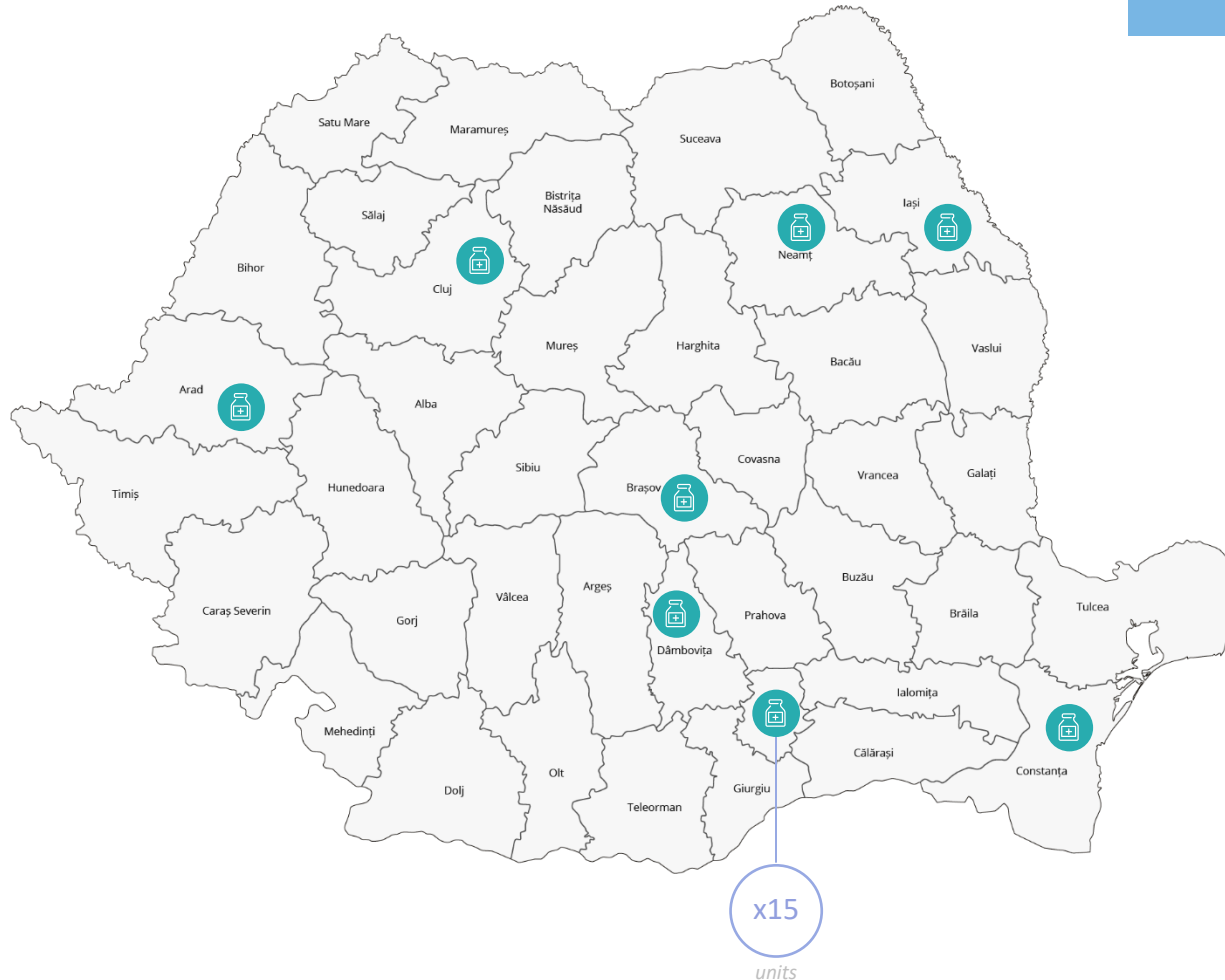 Botoșani
Satu Mare
Maramureș
Suceava
Bistrița
Năsăud
Iași
Sălaj
Neamț
Bihor
Cluj
Mureș
Harghita
Vaslui
Bacău
Arad
Alba
Covasna
Sibiu
Vrancea
Galați
Brașov
Hunedoara
Timiș
Buzău
Argeș
Vâlcea
Tulcea
Caraș Severin
Brăila
Prahova
Gorj
Dâmbovița
Ialomița
Mehedinți
Călărași
Constanța
Olt
Giurgiu
Dolj
Teleorman
x15
units